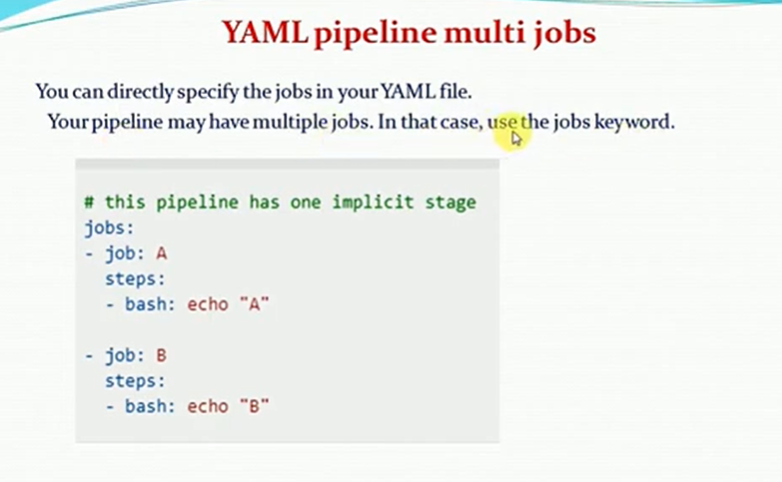 YAML pipeline multi jobs
You can directly specify the jobs in your YAML file.
Your pipeline may have multiple jobs. In that case, use the jobs keyword.
# this pipeline has one implicit stage
jobs:
- job: A
  steps:
  - bash: echo "A"
- job: B
  steps:
  - bash: echo "B"